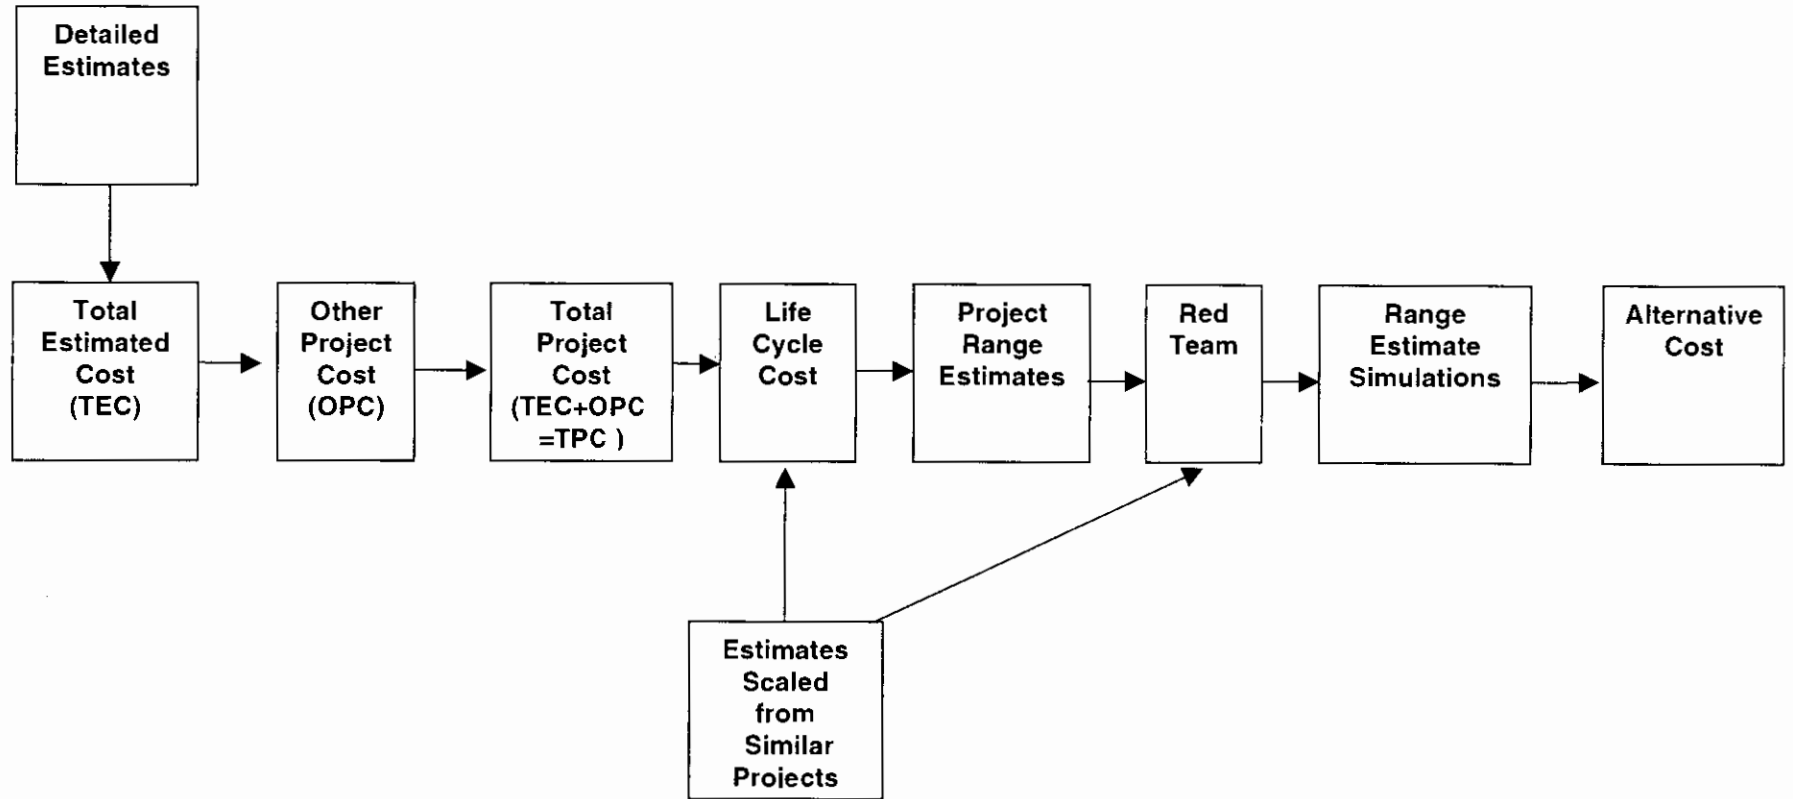 Detailed
Estimates
Total
Estimated
Cost
(TEC)
Other
Project
Cost
(OPC)
Total
Project
Cost
(TEC+OPC
=TPC )
Life
Cycle
Cost
Project
Range
Estimates
Red
Team
Range
Estimate
Simulations
Alternative
Cost
Estimates
Scaled
from
Similar
Projects